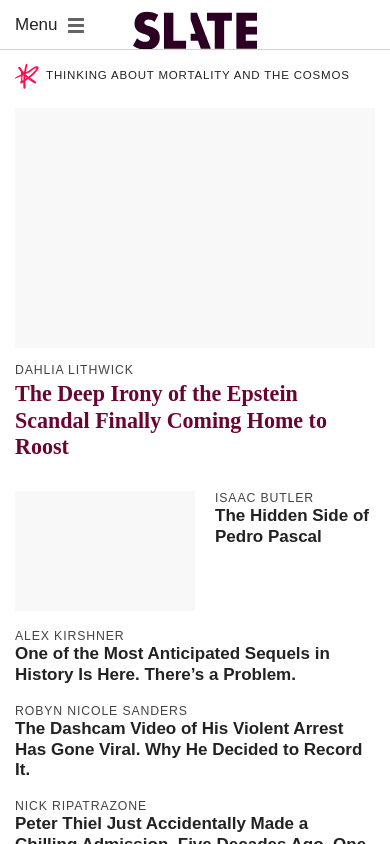 Menu
SLATE
THINKING ABOUT MORTALITY AND THE COSMOS
DAHLIA LITHWICK
The Deep Irony of the Epstein
Scandal Finally Coming Home to
Roost
ISAAC BUTLER
The Hidden Side of
Pedro Pascal
ALEX KIRSHNER
One of the Most Anticipated Sequels in
History Is Here. There’s a Problem.
ROBYN NICOLE SANDERS
The Dashcam Video of His Violent Arrest
Has Gone Viral. Why He Decided to Record
It.
NICK RIPATRAZONE
Peter Thiel Just Accidentally Made a
Chilling Admission. Five Decades Ago, One